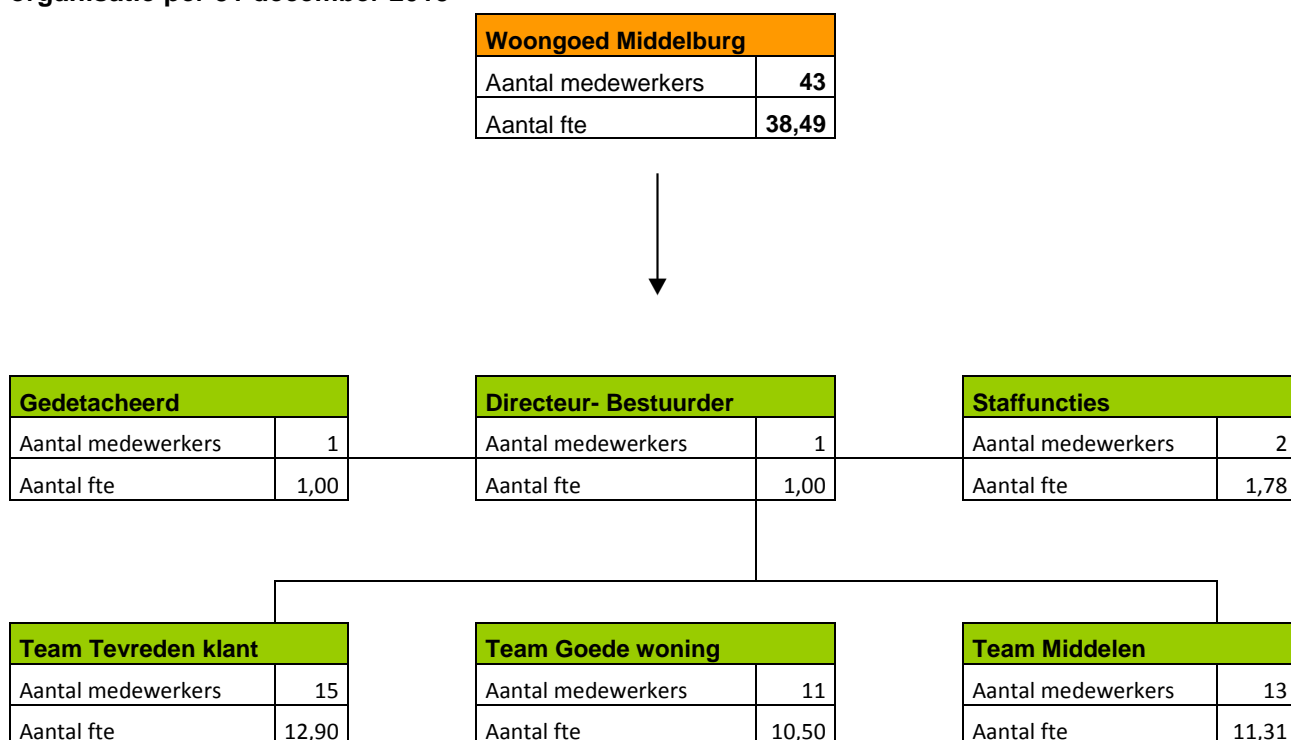 Woongoed Middelburg
Aantal medewerkers 43
Aantal fte 38,49
Gedetacheerd
Aantal medewerkers 1
Aantal fte 1,00
Directeur- Bestuurder
Aantal medewerkers 1
Aantal fte 1,00
Staffuncties
Aantal medewerkers 2
Aantal fte 1,78
Team Tevreden klant
Aantal medewerkers 15
Aantal fte 12,90
Team Goede woning
Aantal medewerkers 11
Aantal fte 10,50
Team Middelen
Aantal medewerkers 13
Aantal fte 11,31